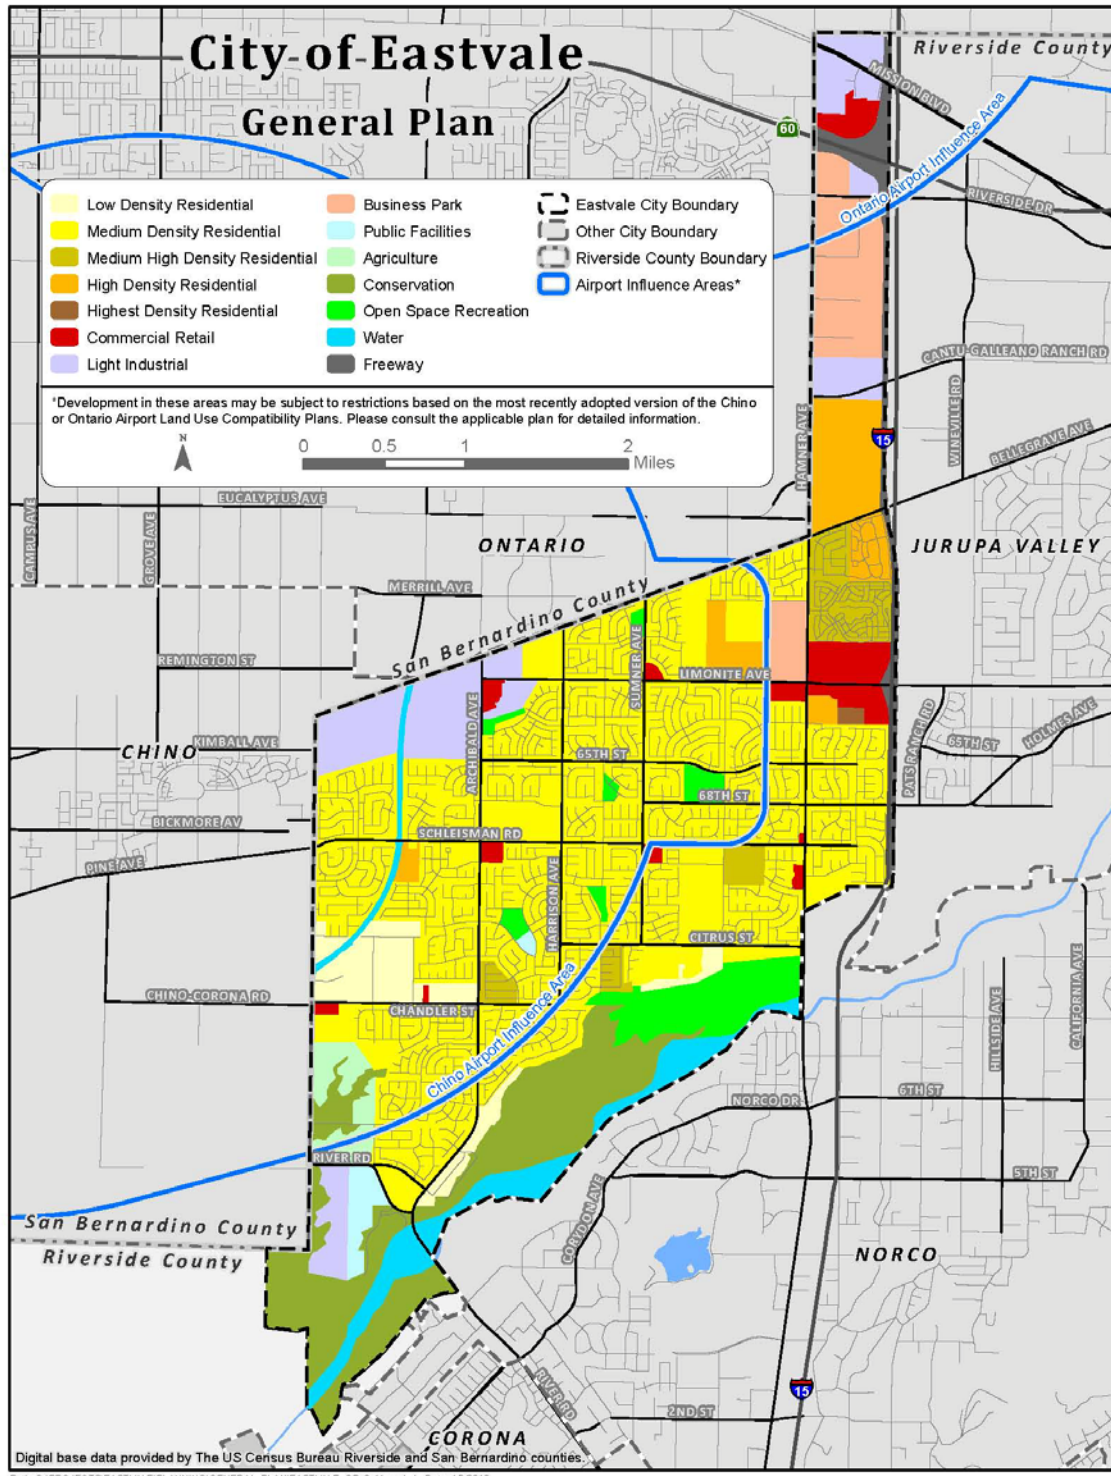 City of Eastvale
General Plan
Riverside County
MISSION BLVD
60
Ontario Airport Influence Area
RIVERSIDE DR
Low Density Residential
Medium Density Residential
Medium High Density Residential
High Density Residential
Highest Density Residential
Commercial Retail
Light Industrial
Business Park
Public Facilities
Agriculture
Conservation
Open Space Recreation
Water
Freeway
Eastvale City Boundary
Other City Boundary
Riverside County Boundary
Airport Influence Areas*
*Development in these areas may be subject to restrictions based on the most recently adopted version of the Chino
or Ontario Airport Land Use Compatibility Plans. Please consult the applicable plan for detailed information.
N
0 0.5 1 2
Miles
CANTU-GALLEANO RANCH RD
WINEVILLE RD
HAMNER AVE
15
BELLEGRAVE AVE
EUCALYPTUS AVE
CAMPUS AVE
GROVE AVE
ONTARIO
JURUPA VALLEY
MERRILL AVE
San Bernardino County
REMINGTON ST
SUMNER AVE
LIMONITE AVE
ARCHIBALD AVE
PATS RANCH RD
HOLMES AVE
65TH ST
CHINO
KIMBALL AVE
65TH ST
68TH ST
BICKMORE AV
SCHLEISMAN RD
PINE AVE
HARRISON AVE
CITRUS ST
CHINO-CORONA RD
CHANDLER ST
CALIFORNIA AVE
HILLSIDE AVE
Chino Airport Influence Area
NORCO DR
6TH ST
RIVER RD
5TH ST
CORYDON AVE
San Bernardino County
Riverside County
NORCO
15
RIVER RD
2ND ST
CORONA
Digital base data provided by The US Census Bureau Riverside and San Bernardino counties.